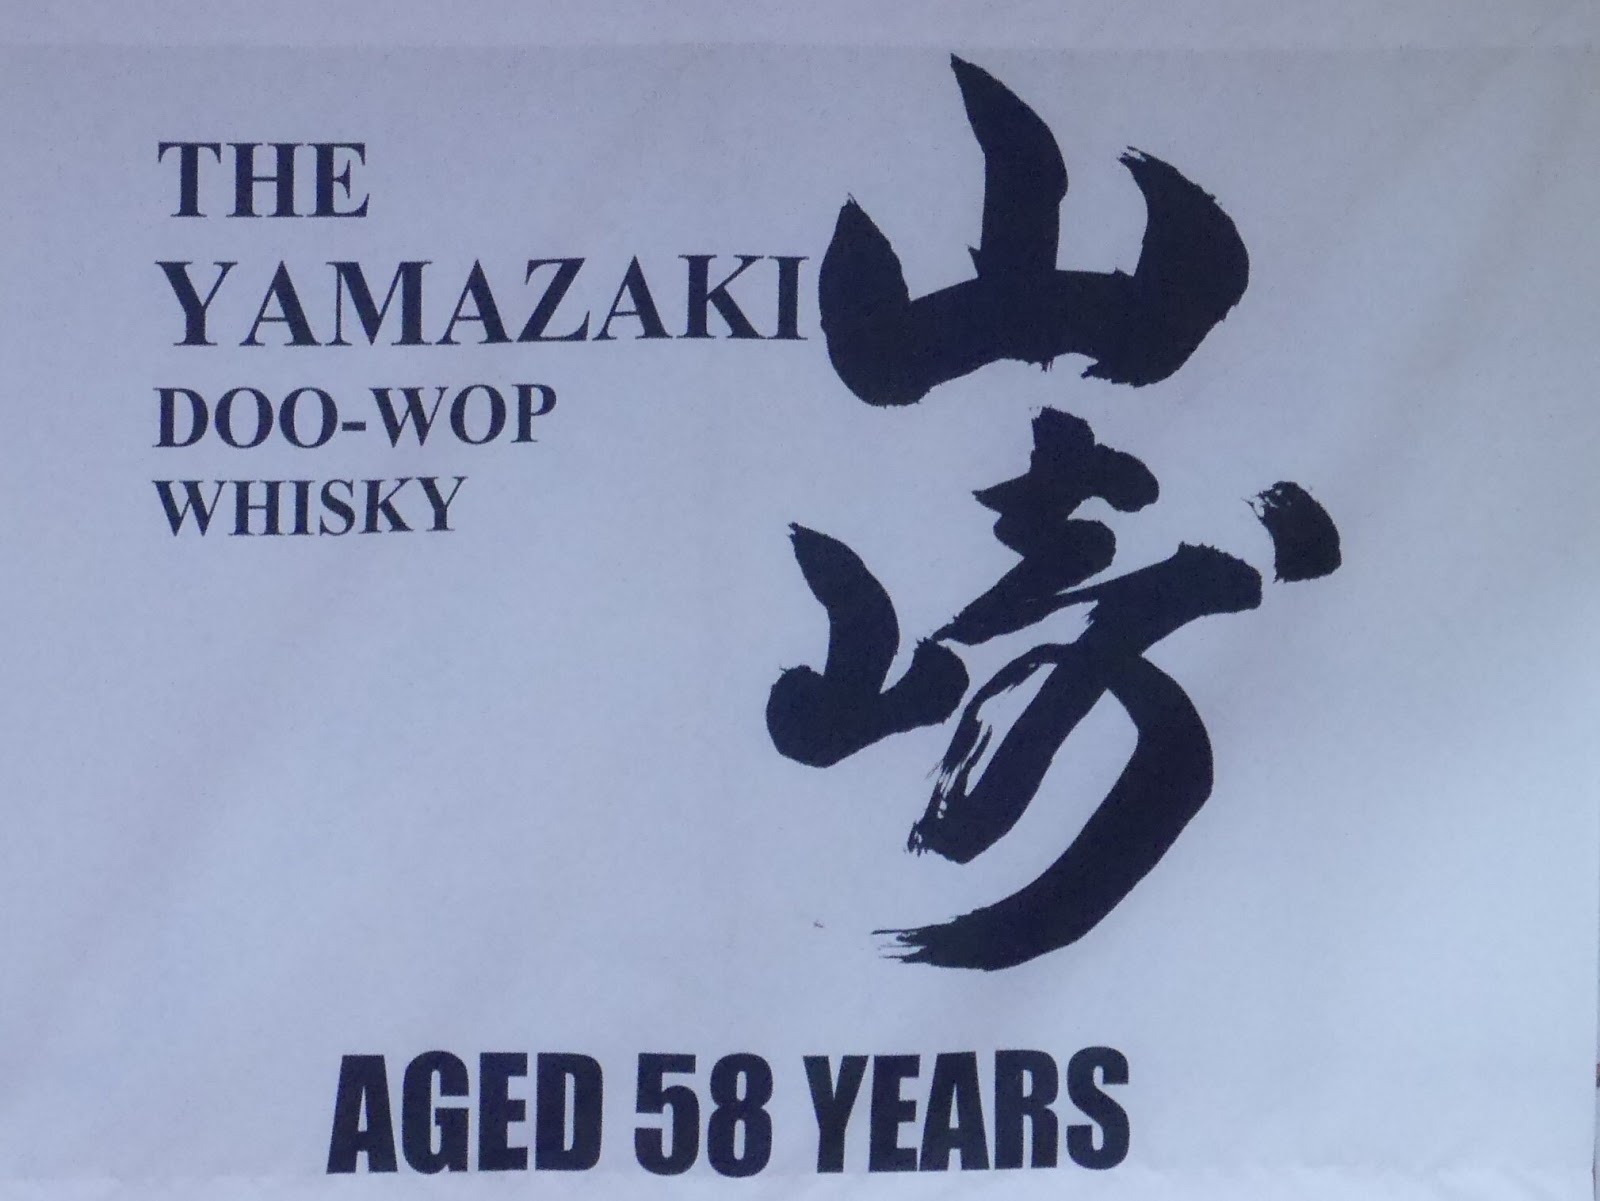 THE
YAMAZAKI
DOO-WOP
WHISKY
山崎
AGED 58 YEARS